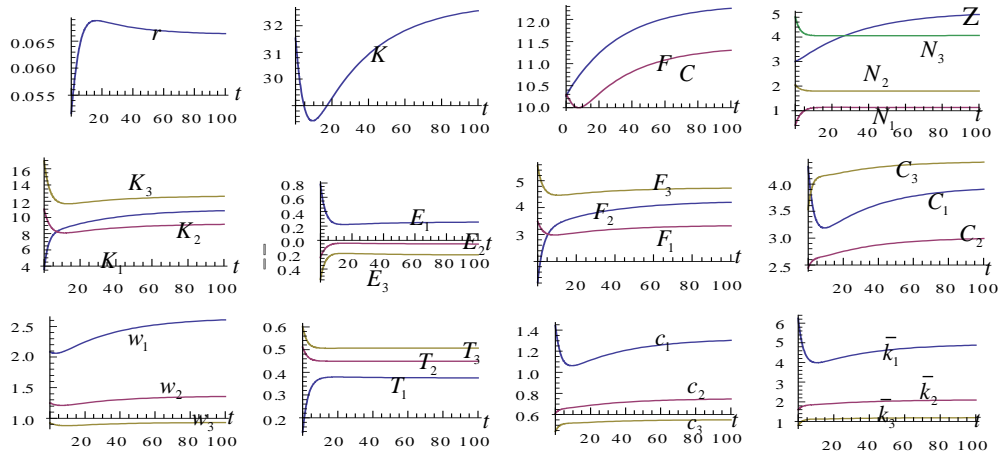 r
0.065
0.060
0.055
t
20 40 60 80 100
32
31
30
29
K
t
20 40 60 80 100
12.0
11.5
11.0
10.5
10.0
F
C
t
0 20 40 60 80 100
5
4
3
2
1
Z
N3
N2
N1
t
20 40 60 80 100
16
14
12
10
8
6
4
K3
K2
K1
t
0 20 40 60 80 100
0.8
0.6
0.4
0.2
0.0
0.2
0.4
E1
E2
E3
t
20 40 60 80 100
5
4
3
F3
F2
F1
t
20 40 60 80 100
4.0
3.5
3.0
2.5
C3
C1
C2
t
0 20 40 60 80 100
2.5
2.0
1.5
1.0
w1
w2
w3
t
0 20 40 60 80 100
0.6
0.5
0.4
0.3
0.2
T3
T2
T1
t
20 40 60 80 100
1.4
1.2
1.0
0.8
0.6
c1
c2
c3
t
20 40 60 80 100
6
5
4
3
2
1
k̄1
k̄2
k̄3
t
20 40 60 80 100